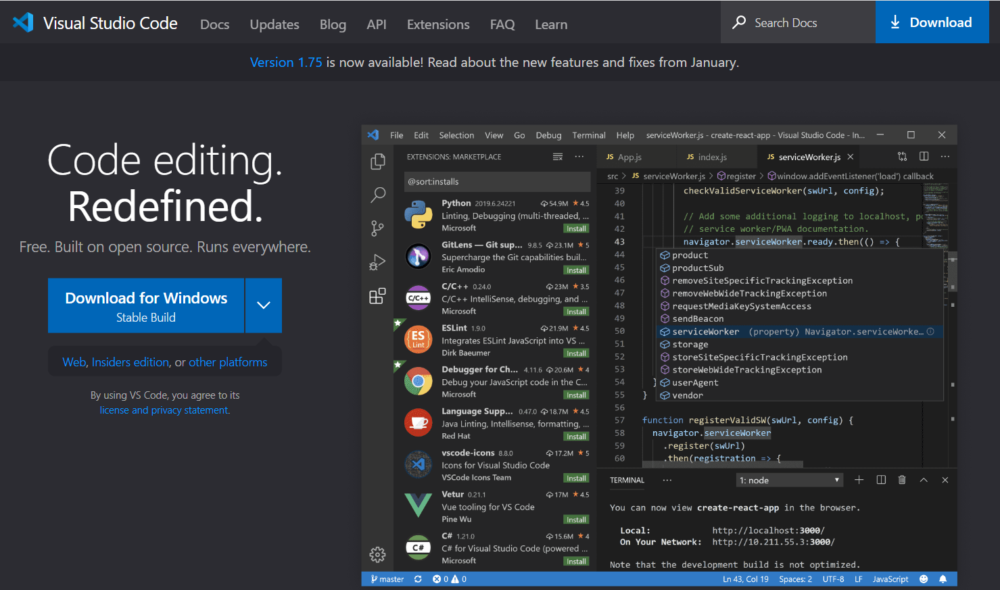 Visual Studio Code Docs Updates Blog API Extensions FAQ Learn Search Docs Download
Version 1.75 is now available! Read about the new features and fixes from January.
Code editing.
Redefined.
Free. Built on open source. Runs everywhere.
Download for Windows
Stable Build
Web, Insiders edition, or other platforms
By using VS Code, you agree to its
license and privacy statement.
File Edit Selection View Go Debug Terminal Help serviceWorker.js - create-react-app - Visual Studio Code - In...
EXTENSIONS: MARKETPLACE
@sort:installs
Python 2019.6.24221 54.9M ★ 4.5
Linting, Debugging (multi-threaded, ...
Microsoft Install
GitLens — Git sup... 9.8.5 23.1M ★ 5
Supercharge the Git capabilities buil...
Eric Amodio Install
C/C++
C/C++ 0.24.0 23M ★ 3.5
C/C++ IntelliSense, debugging, and ...
Microsoft Install
ES
Lint
ESLint 1.9.0 21.9M ★ 4.5
Integrates ESLint JavaScript into VS ...
Dirk Baeumer Install
Debugger for Ch... 4.11.6 20.6M ★ 4
Debug your JavaScript code in the C...
Microsoft Install
Language Supp... 0.47.0 18.7M ★ 4.5
Java Linting, Intellisense, formatting, ...
Red Hat Install
vscode-icons 8.8.0 17.2M ★ 5
Icons for Visual Studio Code
VSCode Icons Team Install
Vetur 0.21.1 17M ★ 4.5
Vue tooling for VS Code
Pine Wu Install
C#
C# 1.21.0 15.6M ★ 4
C# for Visual Studio Code (powered ...
Microsoft Install
JS App.js JS index.js JS serviceWorker.js
src > JS serviceWorker.js > register > window.addEventListener('load') callback
39 checkValidServiceWorker(swUrl, config);
40
41 // Add some additional logging to localhost, p
42 // service worker/PWA documentation.
43 navigator.serviceWorker.ready.then(() => {
44 product
45 productSub
46 removeSiteSpecificTrackingException
47 removeWebWideTrackingException
48 requestMediaKeySystemAccess
49 sendBeacon
50 serviceWorker (property) Navigator.serviceWorke...
51 storage
52 storeSiteSpecificTrackingException
53 storeWebWideTrackingException
54 } userAgent
55 } vendor
56
57 function registerValidSW(swUrl, config) {
58 navigator.serviceWorker
59 .register(swUrl)
60 .then(registration => {
TERMINAL ... 1: node
You can now view create-react-app in the browser.
Local: http://localhost:3000/
On Your Network: http://10.211.55.3:3000/
Note that the development build is not optimized.
master 0 0 Ln 43, Col 19 Spaces: 2 UTF-8 LF JavaScript